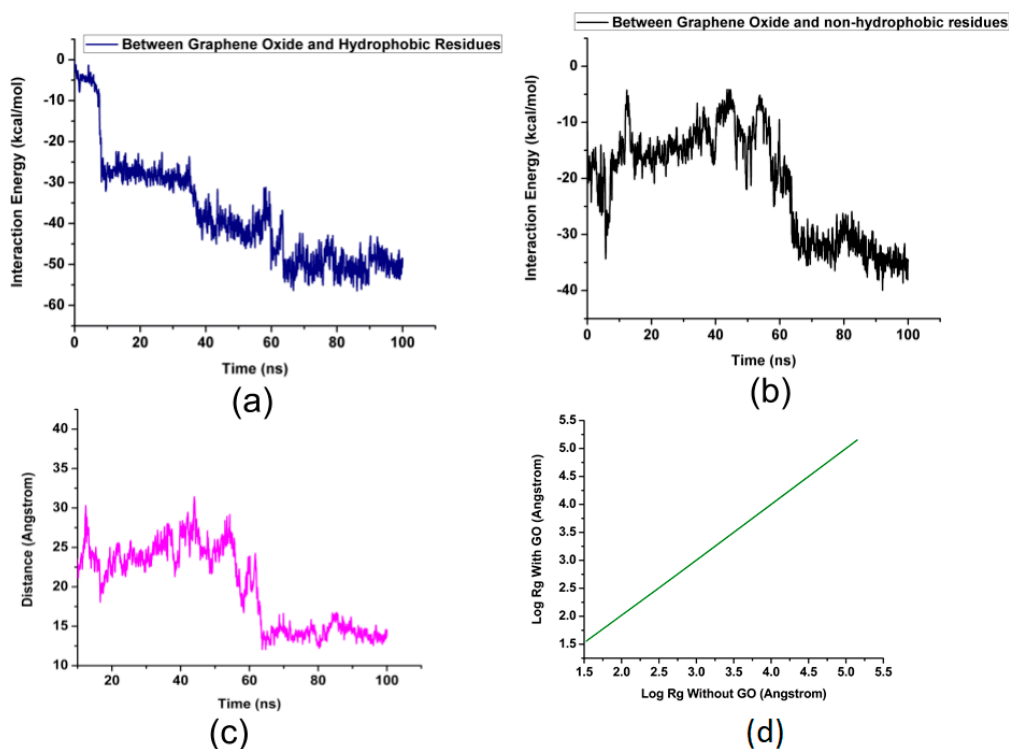 Between Graphene Oxide and Hydrophobic Residues
0
-10
-20
-30
-40
-50
-60
Interaction Energy (kcal/mol)
0 20 40 60 80 100
Time (ns)
(a)
Between Graphene Oxide and non-hydrophobic residues
0
-10
-20
-30
-40
Interaction Energy (kcal/mol)
0 20 40 60 80 100
Time (ns)
(b)
40
35
30
25
20
15
10
Distance (Angstrom)
20 40 60 80 100
Time (ns)
(c)
5.5
5.0
4.5
4.0
3.5
3.0
2.5
2.0
1.5
Log Rg With GO (Angstrom)
1.5 2.0 2.5 3.0 3.5 4.0 4.5 5.0 5.5
Log Rg Without GO (Angstrom)
(d)